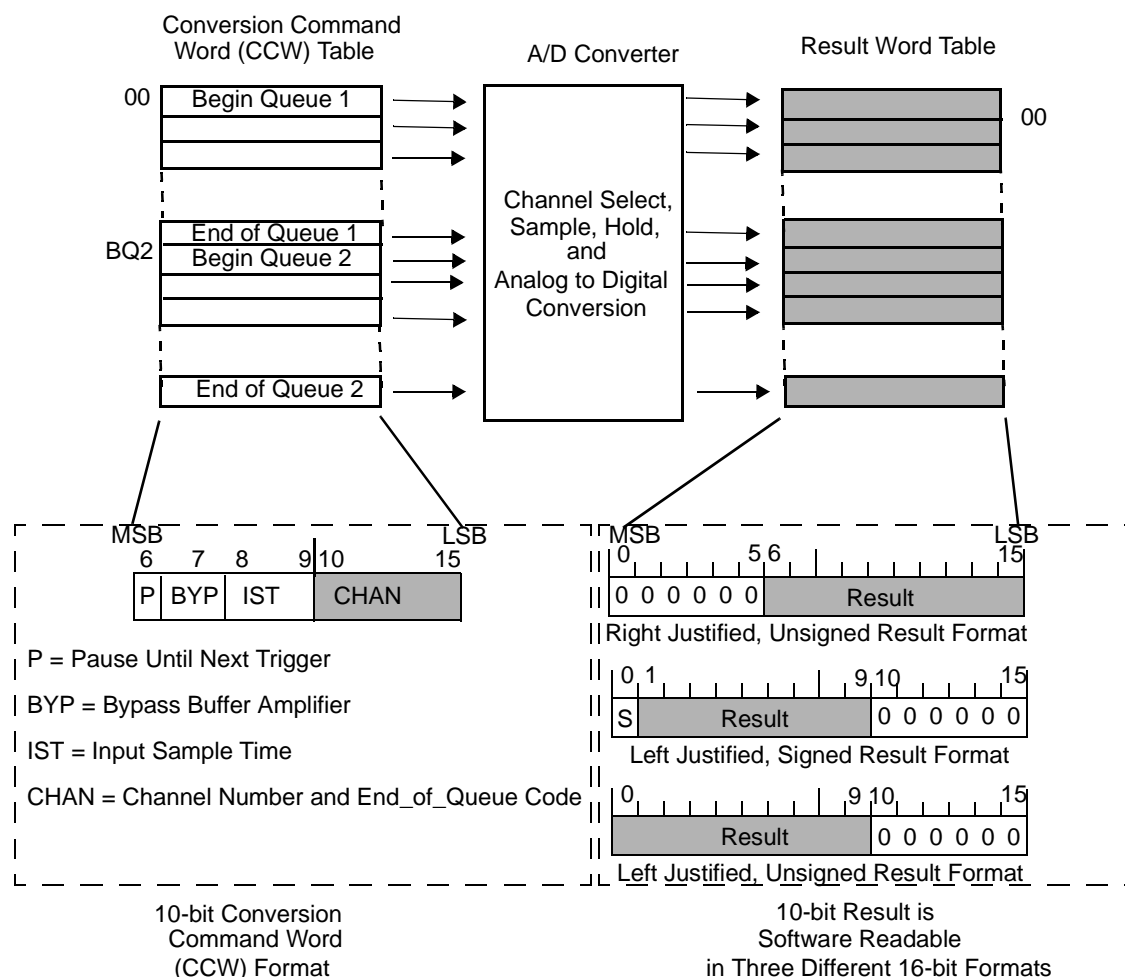 Conversion Command
Word (CCW) Table
A/D Converter
Result Word Table
00
Begin Queue 1
00
End of Queue 1
BQ2
Begin Queue 2
Channel Select,
Sample, Hold,
and
Analog to Digital
Conversion
End of Queue 2
MSB
LSB
6 7 8 9 10 15
P BYP IST CHAN
P = Pause Until Next Trigger
BYP = Bypass Buffer Amplifier
IST = Input Sample Time
CHAN = Channel Number and End_of_Queue Code
10-bit Conversion
Command Word
(CCW) Format
MSB
LSB
0 5 6 15
0 0 0 0 0 0 Result
Right Justified, Unsigned Result Format
0 1 9 10 15
S Result 0 0 0 0 0 0
Left Justified, Signed Result Format
0 9 10 15
Result 0 0 0 0 0 0
Left Justified, Unsigned Result Format
10-bit Result is
Software Readable
in Three Different 16-bit Formats